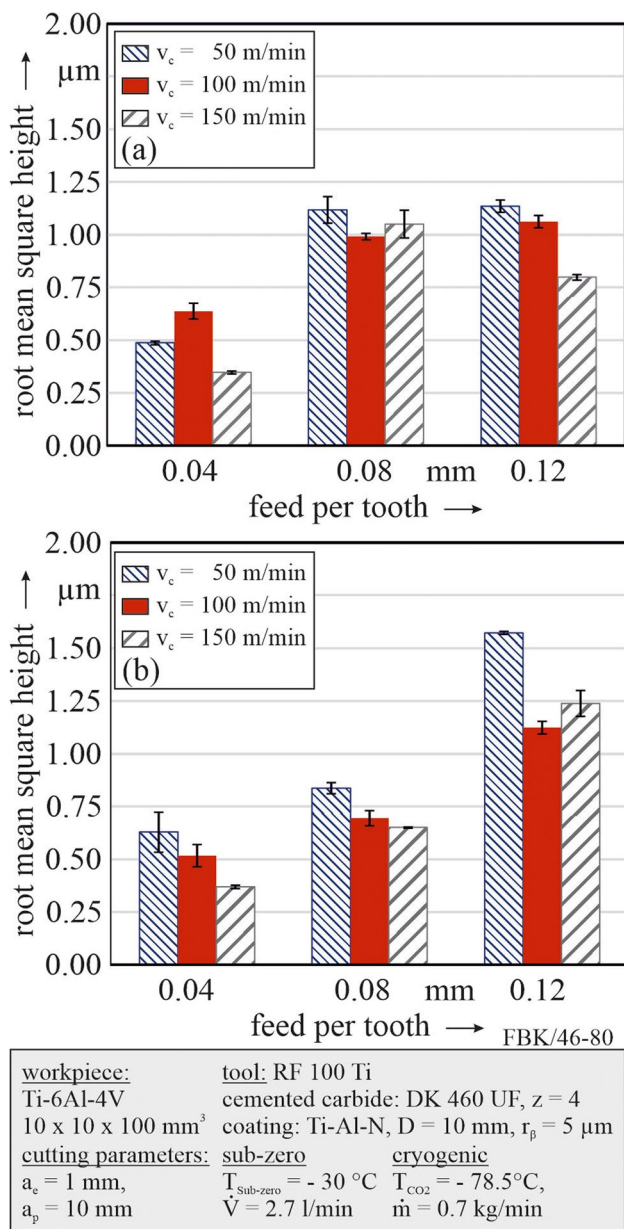 2.00
μm
1.50
1.25
1.00
0.75
0.50
0.25
0.00
root mean square height →
v_c = 50 m/min
v_c = 100 m/min
v_c = 150 m/min
(a)
0.04 0.08 mm 0.12
feed per tooth →
2.00
μm
1.50
1.25
1.00
0.75
0.50
0.25
0.00
root mean square height →
v_c = 50 m/min
v_c = 100 m/min
v_c = 150 m/min
(b)
0.04 0.08 mm 0.12
feed per tooth → FBK/46-80
workpiece: tool: RF 100 Ti
Ti-6Al-4V cemented carbide: DK 460 UF, z = 4
10 x 10 x 100 mm³ coating: Ti-Al-N, D = 10 mm, r_β = 5 μm
cutting parameters: sub-zero cryogenic
a_e = 1 mm, T_Sub-zero = - 30 °C T_CO2 = - 78.5°C,
a_p = 10 mm V̇ = 2.7 l/min ṁ = 0.7 kg/min